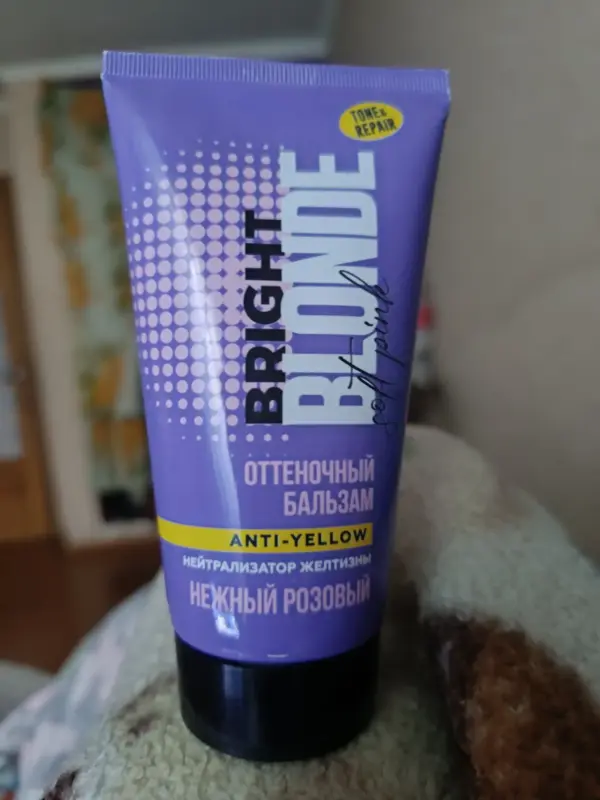 TONE &
REPAIR
BRIGHT
BLONDE
soft pink
ОТТЕНОЧНЫЙ
БАЛЬЗАМ
ANTI-YELLOW
НЕЙТРАЛИЗАТОР ЖЕЛТИЗНЫ
НЕЖНЫЙ РОЗОВЫЙ